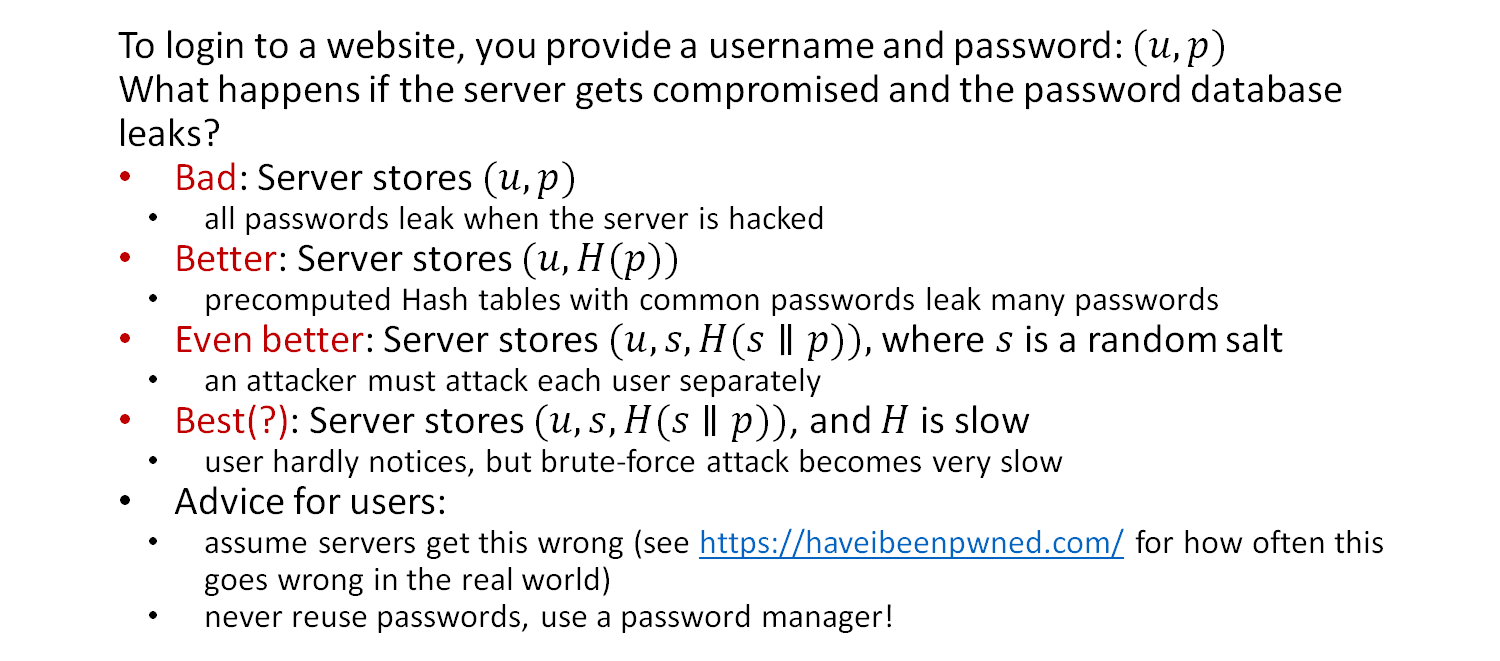 To login to a website, you provide a username and password: (u, p)
What happens if the server gets compromised and the password database
leaks?
• Bad: Server stores (u, p)
• all passwords leak when the server is hacked
• Better: Server stores (u, H(p))
• precomputed Hash tables with common passwords leak many passwords
• Even better: Server stores (u, s, H(s ∥ p)), where s is a random salt
• an attacker must attack each user separately
• Best(?): Server stores (u, s, H(s ∥ p)), and H is slow
• user hardly notices, but brute-force attack becomes very slow
• Advice for users:
• assume servers get this wrong (see https://haveibeenpwned.com/ for how often this
goes wrong in the real world)
• never reuse passwords, use a password manager!